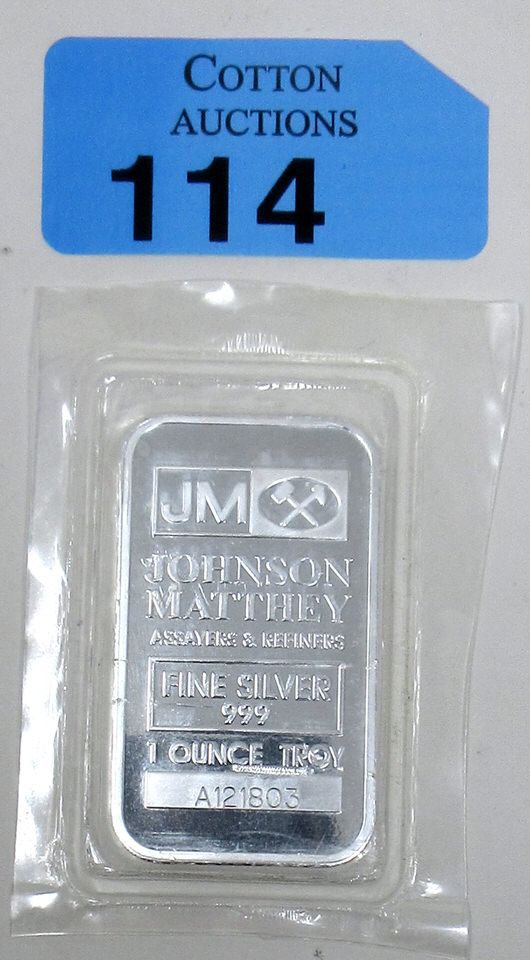 COTTON
AUCTIONS
114
JM
JOHNSON
MATTHEY
ASSAYERS & REFINERS
FINE SILVER
999
1 OUNCE TROY
A121803